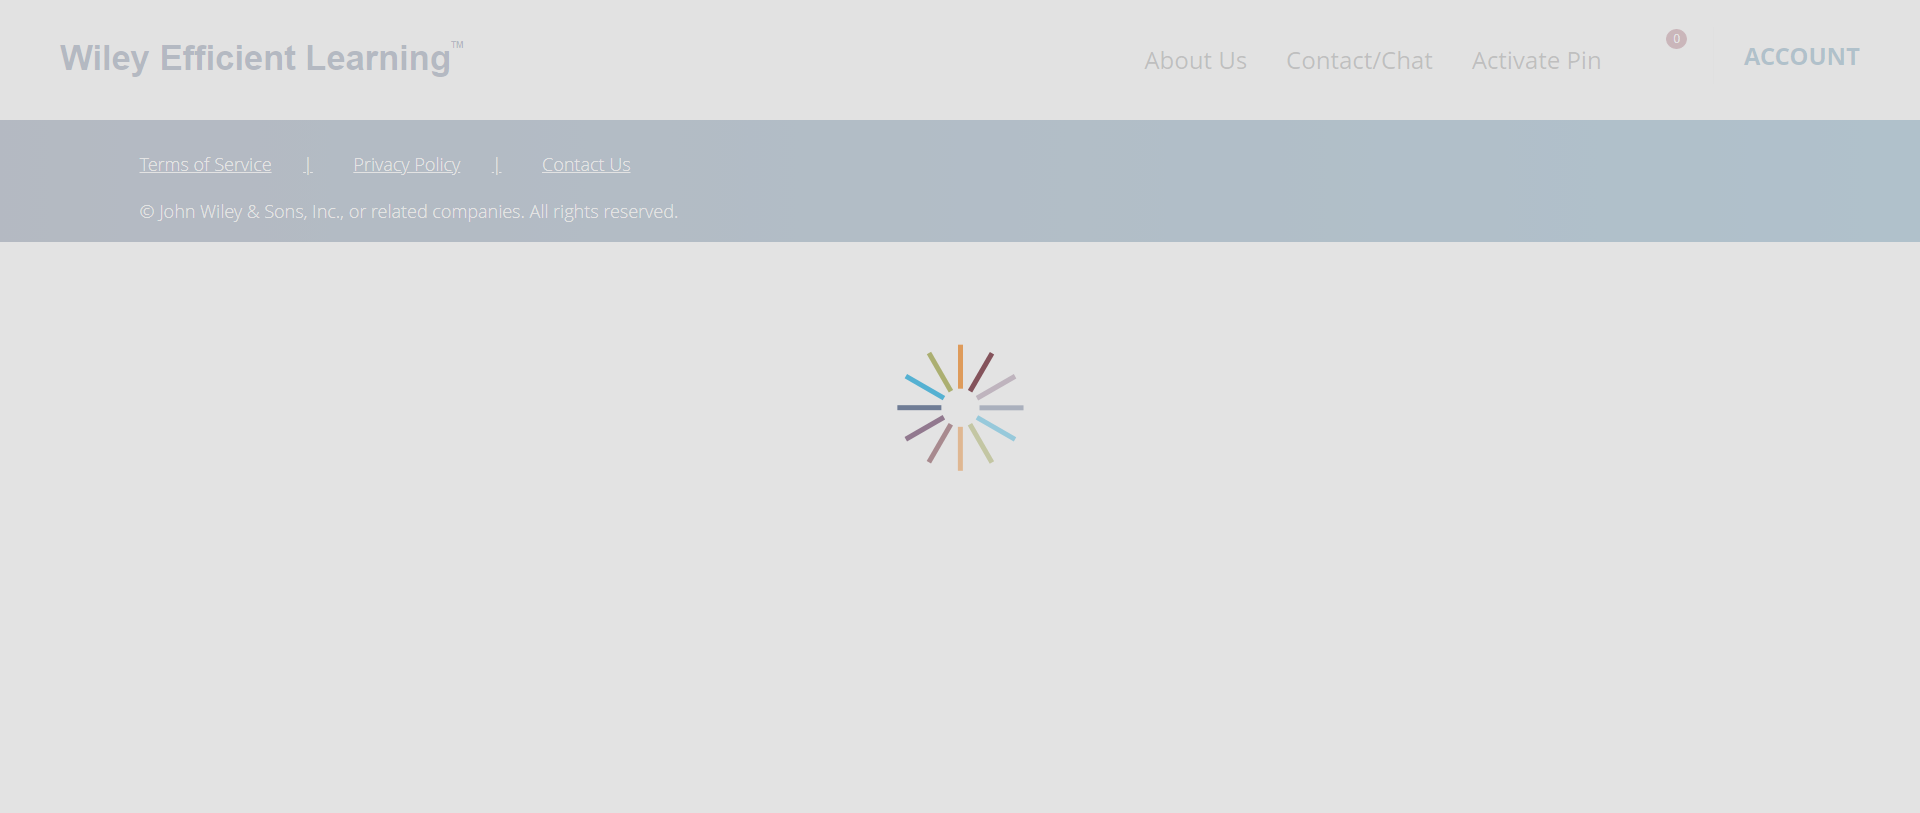 Wiley Efficient Learning™
About Us Contact/Chat Activate Pin 0 ACCOUNT
Terms of Service | Privacy Policy | Contact Us
© John Wiley & Sons, Inc., or related companies. All rights reserved.